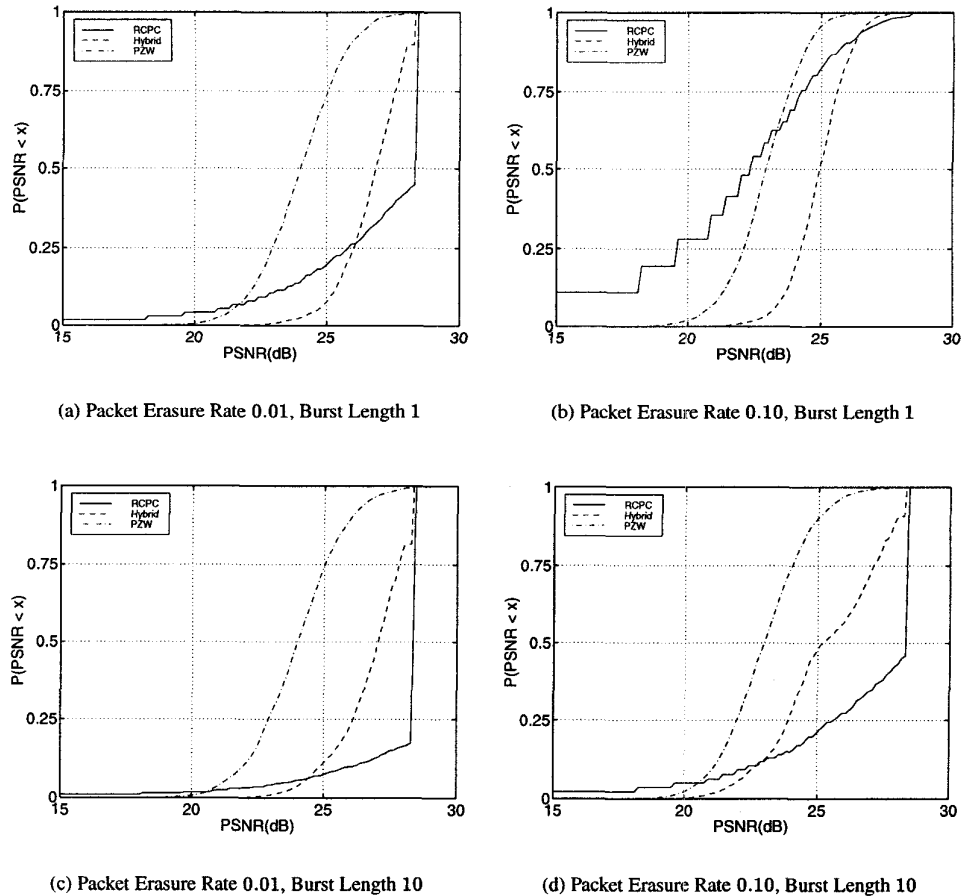 1
0.75
0.5
0.25
0
P(PSNR < x)
RCPC
Hybrid
PZW
15 20 25 30
PSNR(dB)
(a) Packet Erasure Rate 0.01, Burst Length 1
1
0.75
0.5
0.25
0
P(PSNR < x)
RCPC
Hybrid
PZW
15 20 25 30
PSNR(dB)
(b) Packet Erasure Rate 0.10, Burst Length 1
1
0.75
0.5
0.25
0
P(PSNR < x)
RCPC
Hybrid
PZW
15 20 25 30
PSNR(dB)
(c) Packet Erasure Rate 0.01, Burst Length 10
1
0.75
0.5
0.25
0
P(PSNR < x)
RCPC
Hybrid
PZW
15 20 25 30
PSNR(dB)
(d) Packet Erasure Rate 0.10, Burst Length 10